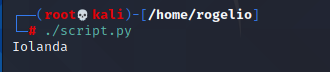 ┌──(root💀kali)-[/home/rogelio]
└─# ./script.py
Iolanda